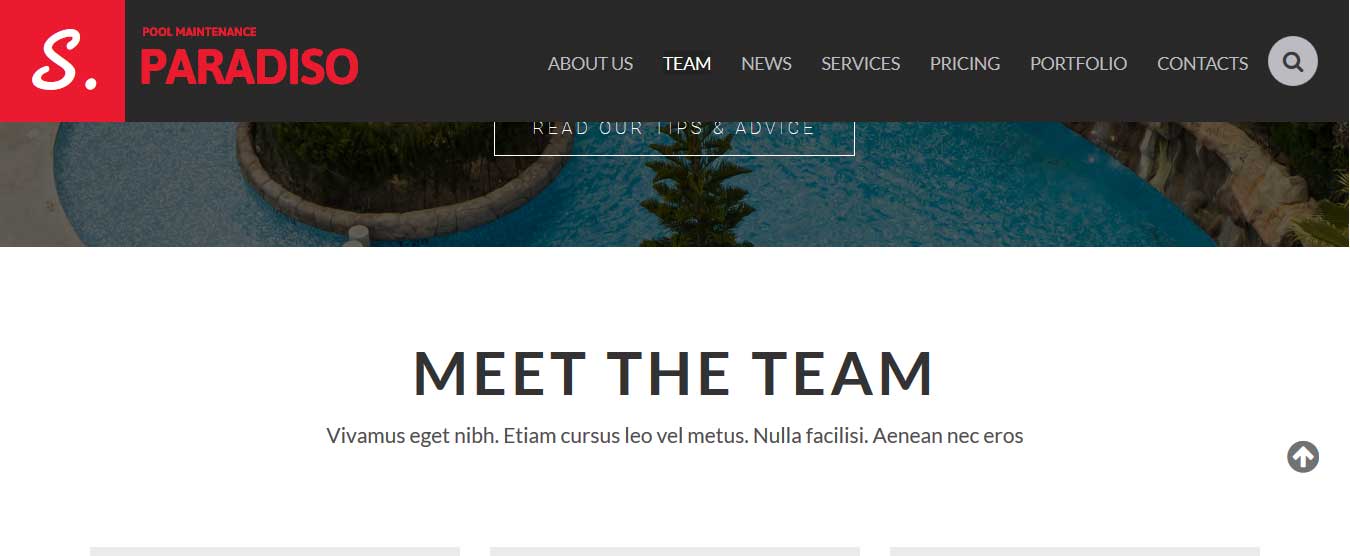 S.
POOL MAINTENANCE
PARADISO
ABOUT US TEAM NEWS SERVICES PRICING PORTFOLIO CONTACTS
READ OUR TIPS & ADVICE
MEET THE TEAM
Vivamus eget nibh. Etiam cursus leo vel metus. Nulla facilisi. Aenean nec eros